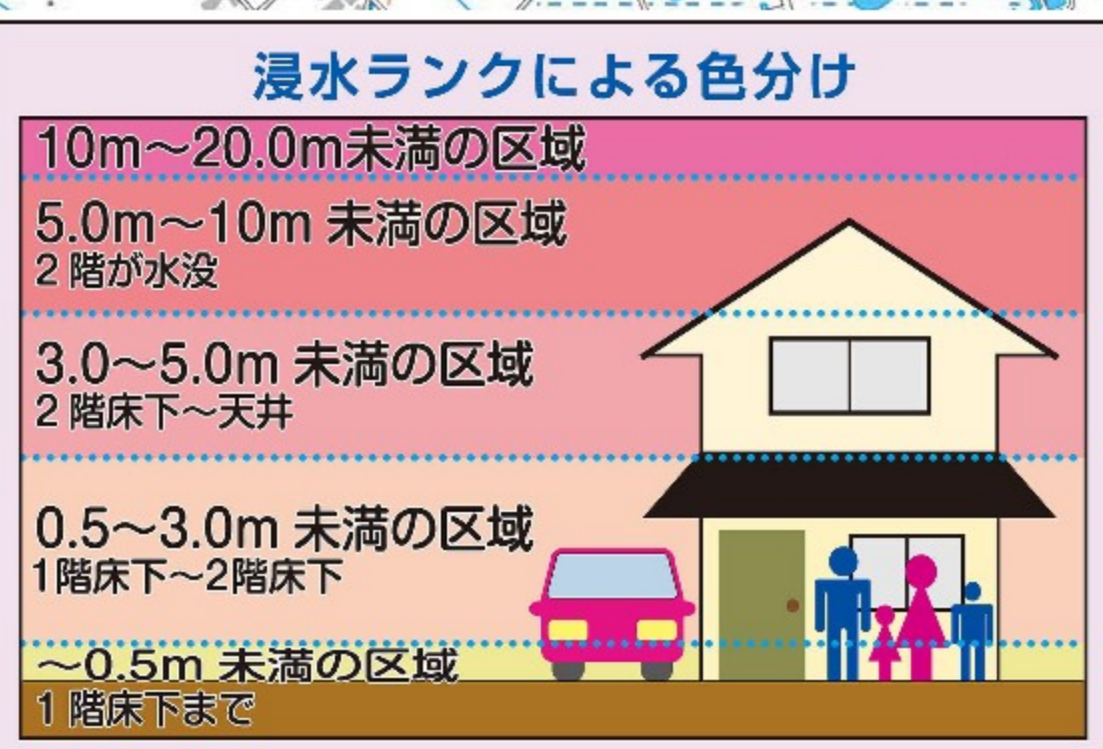 浸水ランクによる色分け
10m～20.0m未満の区域
5.0m～10m 未満の区域
2階が水没
3.0～5.0m 未満の区域
2階床下～天井
0.5～3.0m 未満の区域
1階床下～2階床下
～0.5m 未満の区域
1階床下まで